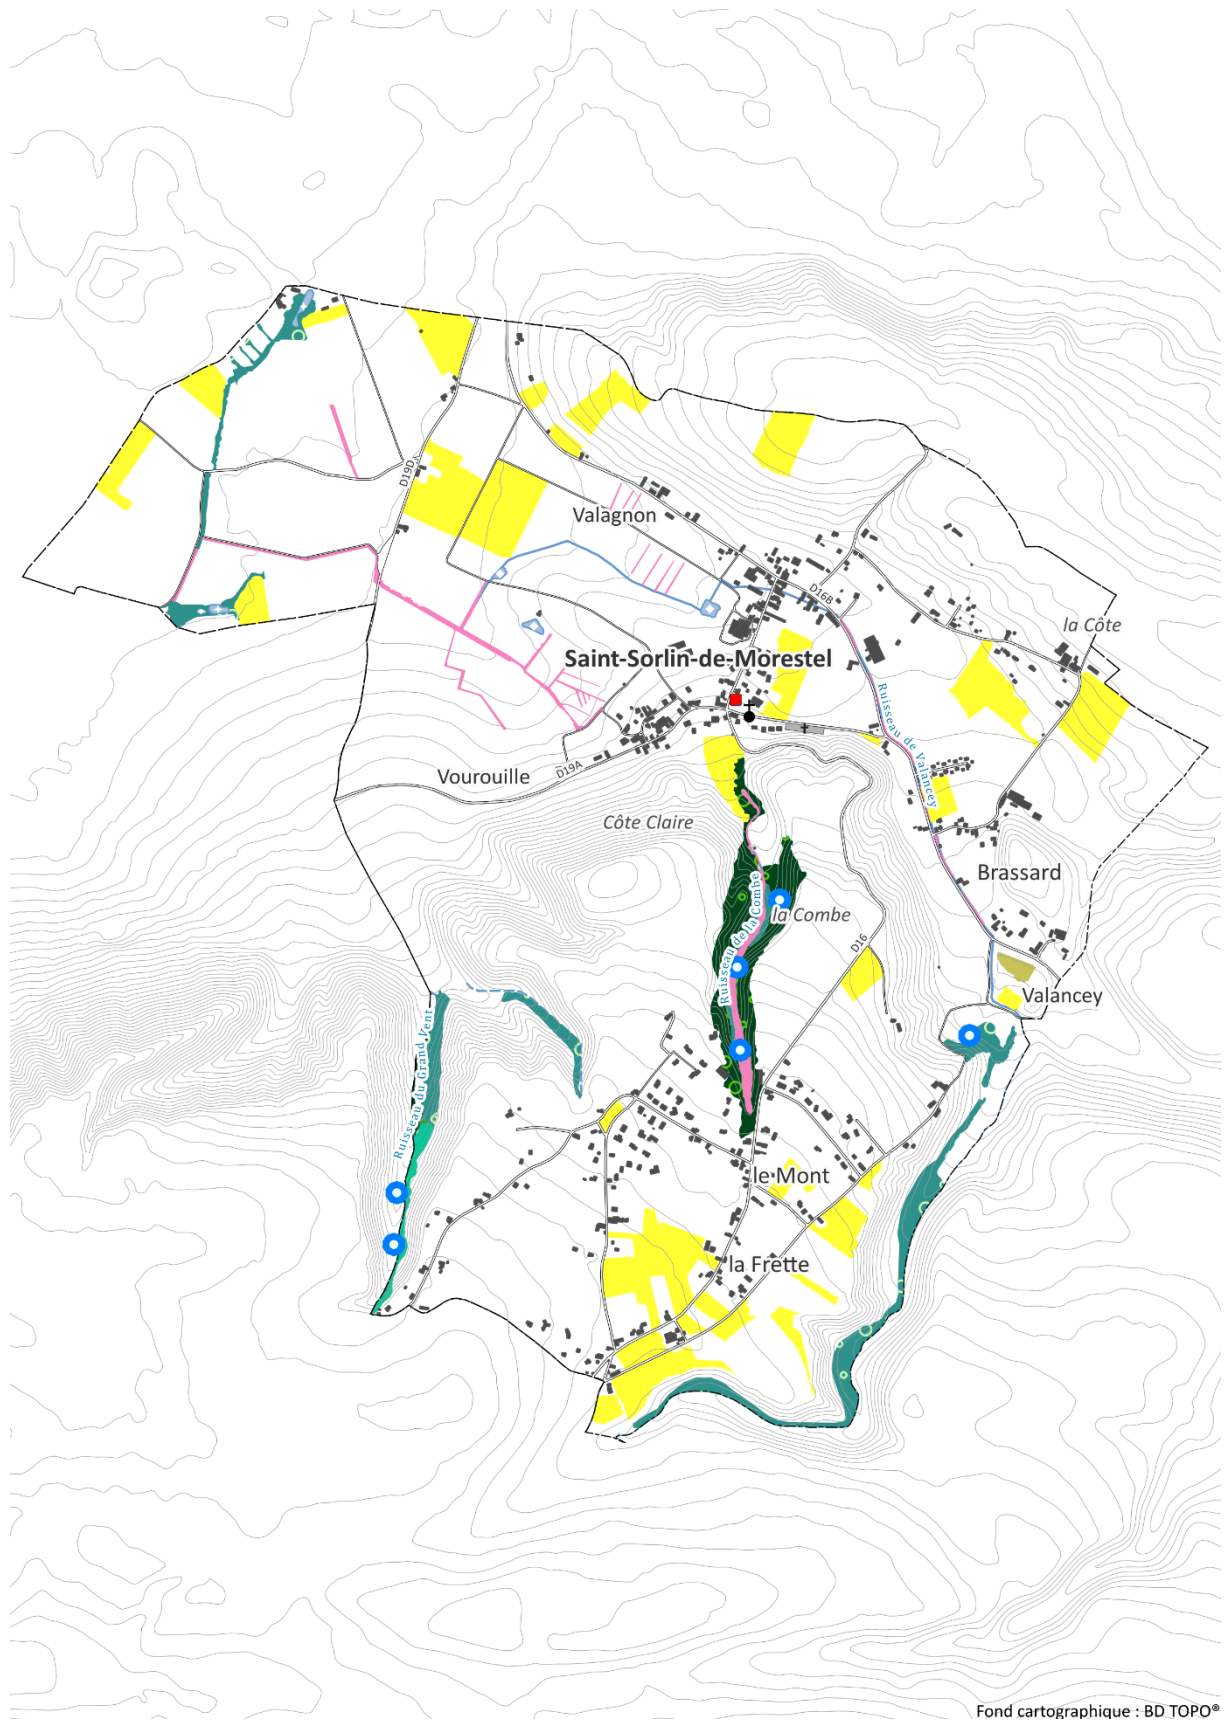 D19D
Valagnon
D16B
la Côte
Saint-Sorlin-de-Morestel
Ruisseau de Valancey
Vourouille
D19A
Côte Claire
Brassard
Ruisseau de la Combe
la Combe
D16
Valancey
Ruisseau du Grand Vent
le Mont
la Frette
Fond cartographique : BD TOPO®